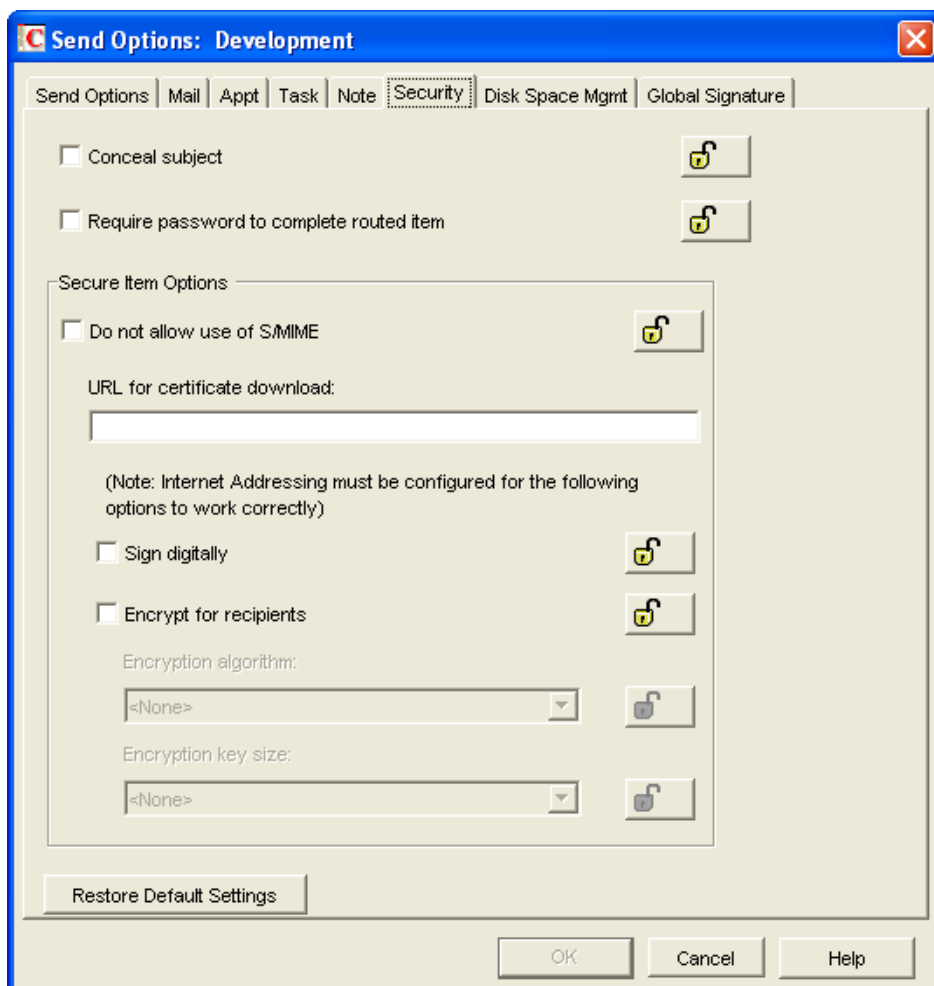 Send Options: Development
Send Options Mail Appt Task Note Security Disk Space Mgmt Global Signature
Conceal subject
Require password to complete routed item
Secure Item Options
Do not allow use of S/MIME
URL for certificate download:
(Note: Internet Addressing must be configured for the following
options to work correctly)
Sign digitally
Encrypt for recipients
Encryption algorithm:
<None>
Encryption key size:
<None>
Restore Default Settings
OK Cancel Help